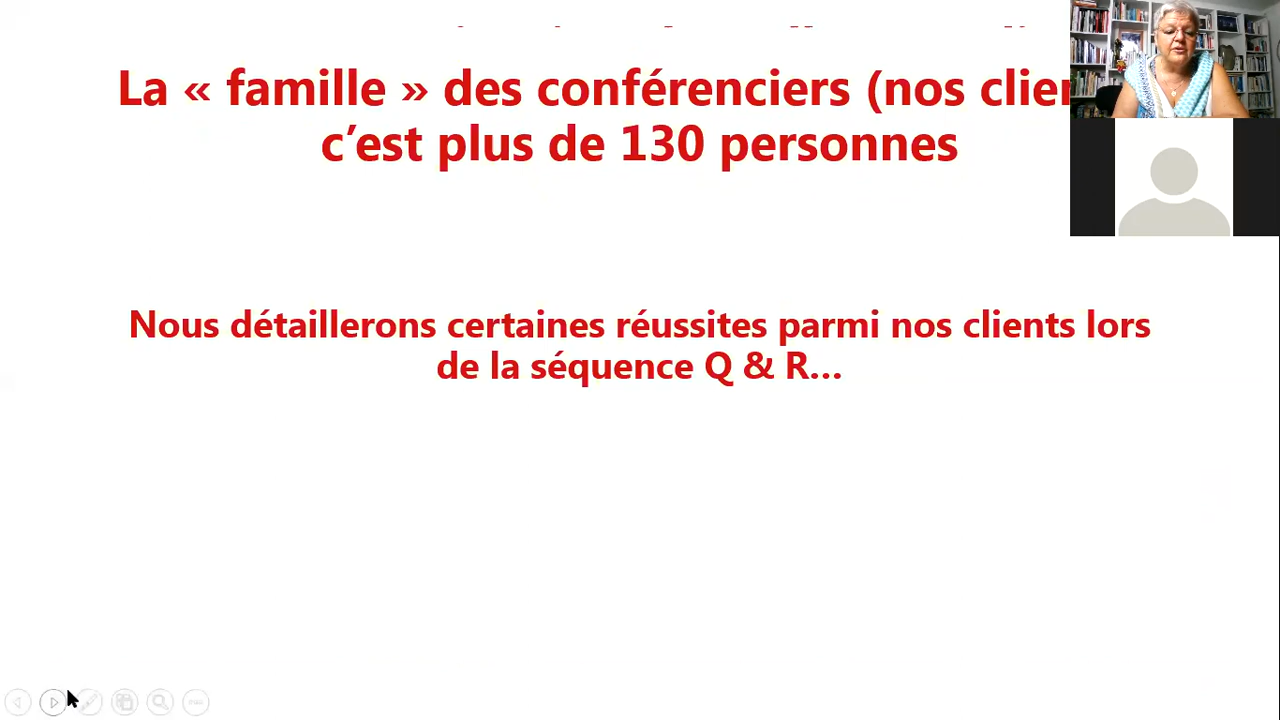 La « famille » des conférenciers (nos clien
c’est plus de 130 personnes
Nous détaillerons certaines réussites parmi nos clients lors
de la séquence Q & R…